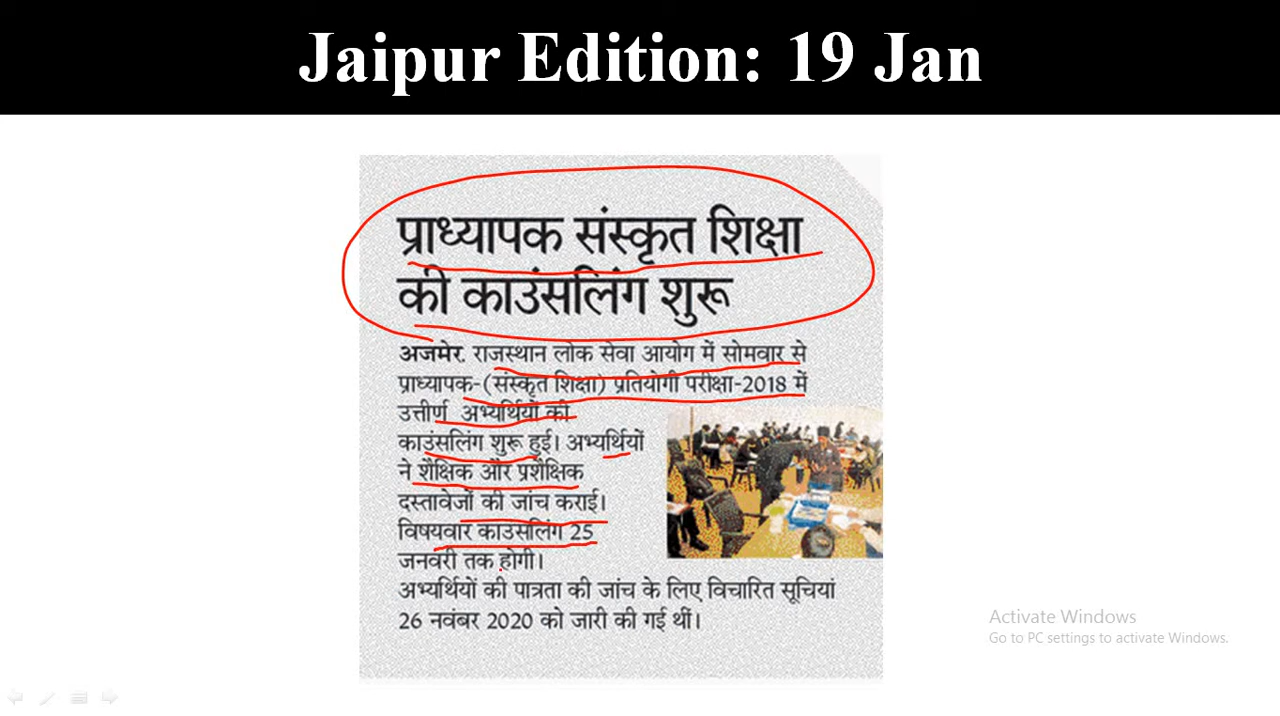 Jaipur Edition: 19 Jan
प्राध्यापक संस्कृत शिक्षा
की काउंसलिंग शुरू
अजमेर. राजस्थान लोक सेवा आयोग में सोमवार से
प्राध्यापक-(संस्कृत शिक्षा) प्रतियोगी परीक्षा-2018 में
उत्तीर्ण अभ्यर्थियों की
काउंसलिंग शुरू हुई। अभ्यर्थियों
ने शैक्षिक और प्रशैक्षिक
दस्तावेजों की जांच कराई।
विषयवार काउसलिंग 25
जनवरी तक होगी।
अभ्यर्थियों की पात्रता की जांच के लिए विचारित सूचियां
26 नवंबर 2020 को जारी की गई थीं।
Activate Windows
Go to PC settings to activate Windows.